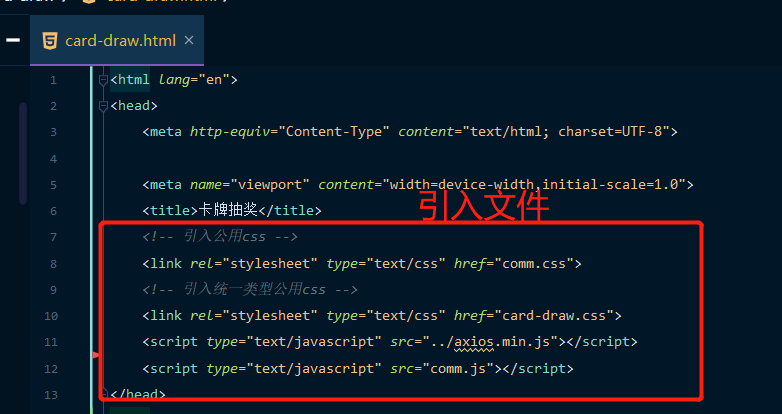 card-draw.html ×
1 <html lang="en">
2 <head>
3 <meta http-equiv="Content-Type" content="text/html; charset=UTF-8">
4
5 <meta name="viewport" content="width=device-width,initial-scale=1.0">
引入文件
6 <title>卡牌抽奖</title>
7 <!-- 引入公用css -->
8 <link rel="stylesheet" type="text/css" href="comm.css">
9 <!-- 引入统一类型公用css -->
10 <link rel="stylesheet" type="text/css" href="card-draw.css">
11 <script type="text/javascript" src="../axios.min.js"></script>
12 <script type="text/javascript" src="comm.js"></script>
13 </head>